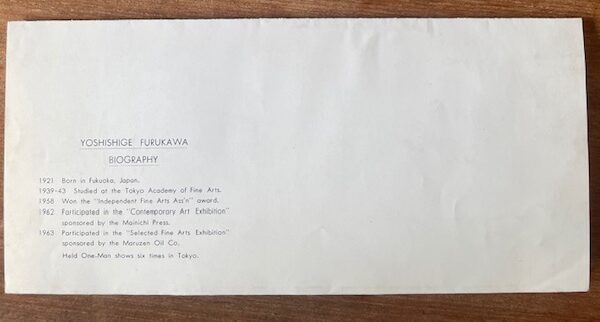 YOSHISHIGE FURUKAWA
BIOGRAPHY
1921 Born in Fukuoka, Japan.
1939-43 Studied at the Tokyo Academy of Fine Arts.
1958 Won the "Independent Fine Arts Ass'n" award.
1962 Participated in the "Contemporary Art Exhibition"
sponsored by the Mainichi Press.
1963 Participated in the "Selected Fine Arts Exhibition"
sponsored by the Maruzen Oil Co.
Held One-Man shows six times in Tokyo.